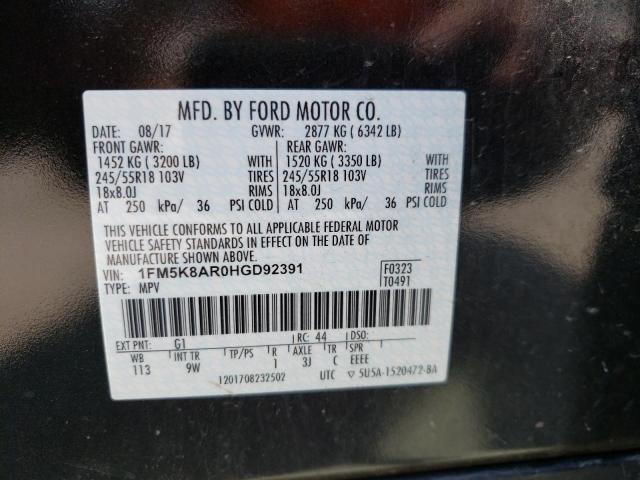 MFD. BY FORD MOTOR CO.
DATE: 08/17 GVWR: 2877 KG ( 6342 LB)
FRONT GAWR: REAR GAWR:
1452 KG ( 3200 LB) WITH 1520 KG ( 3350 LB) WITH
245/55R18 103V TIRES 245/55R18 103V TIRES
18x8.0J RIMS 18x8.0J RIMS
AT 250 kPa/ 36 PSI COLD AT 250 kPa/ 36 PSI COLD
THIS VEHICLE CONFORMS TO ALL APPLICABLE FEDERAL MOTOR
VEHICLE SAFETY STANDARDS IN EFFECT ON THE DATE OF
MANUFACTURE SHOWN ABOVE.
VIN: 1FM5K8AR0HGD92391 F0323
TYPE: MPV T0491
EXT PNT: G1 RC: 44 DSO:
WB INT TR TP/PS R AXLE TR SPR
113 9W 1 3J C EEEE
1201708232502 UTC ▽ 5U5A-1520472-BA